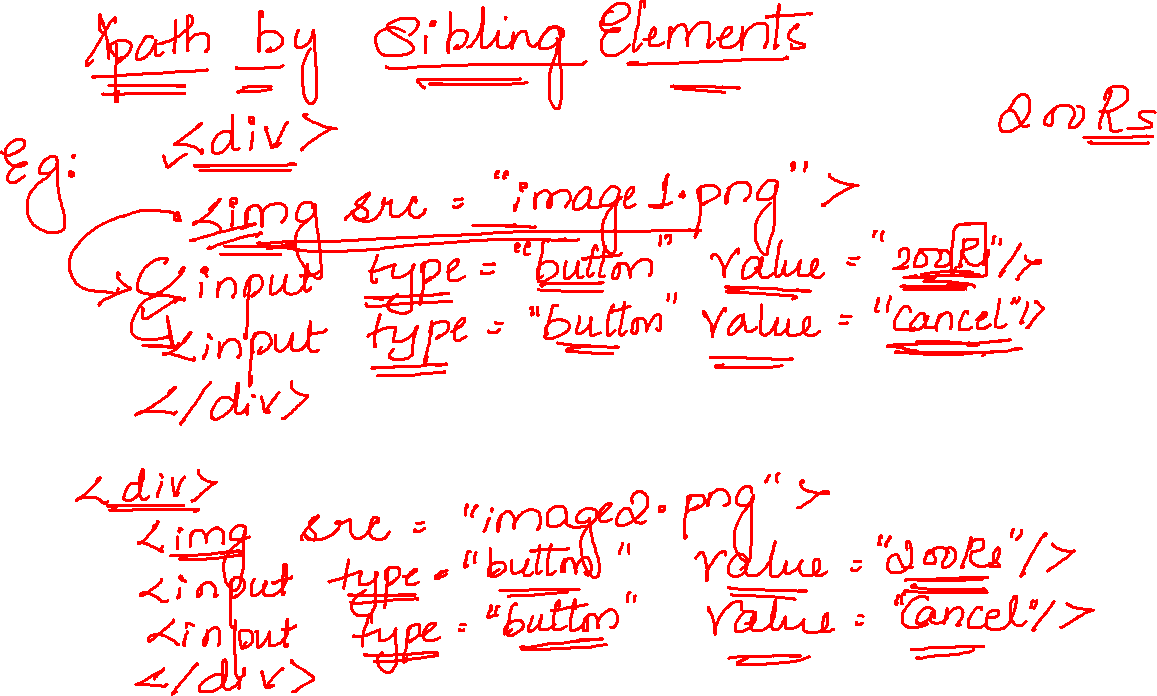 Xpath by Sibling Elements
200Rs
Eg: <div>
<img src = "image1.png">
<input type = "button" value = "200Rs"/>
<input type = "button" value = "Cancel"/>
</div>
<div>
<img src = "image2.png">
<input type = "button" value = "200Rs"/>
<input type = "button" value = "Cancel"/>
</div>